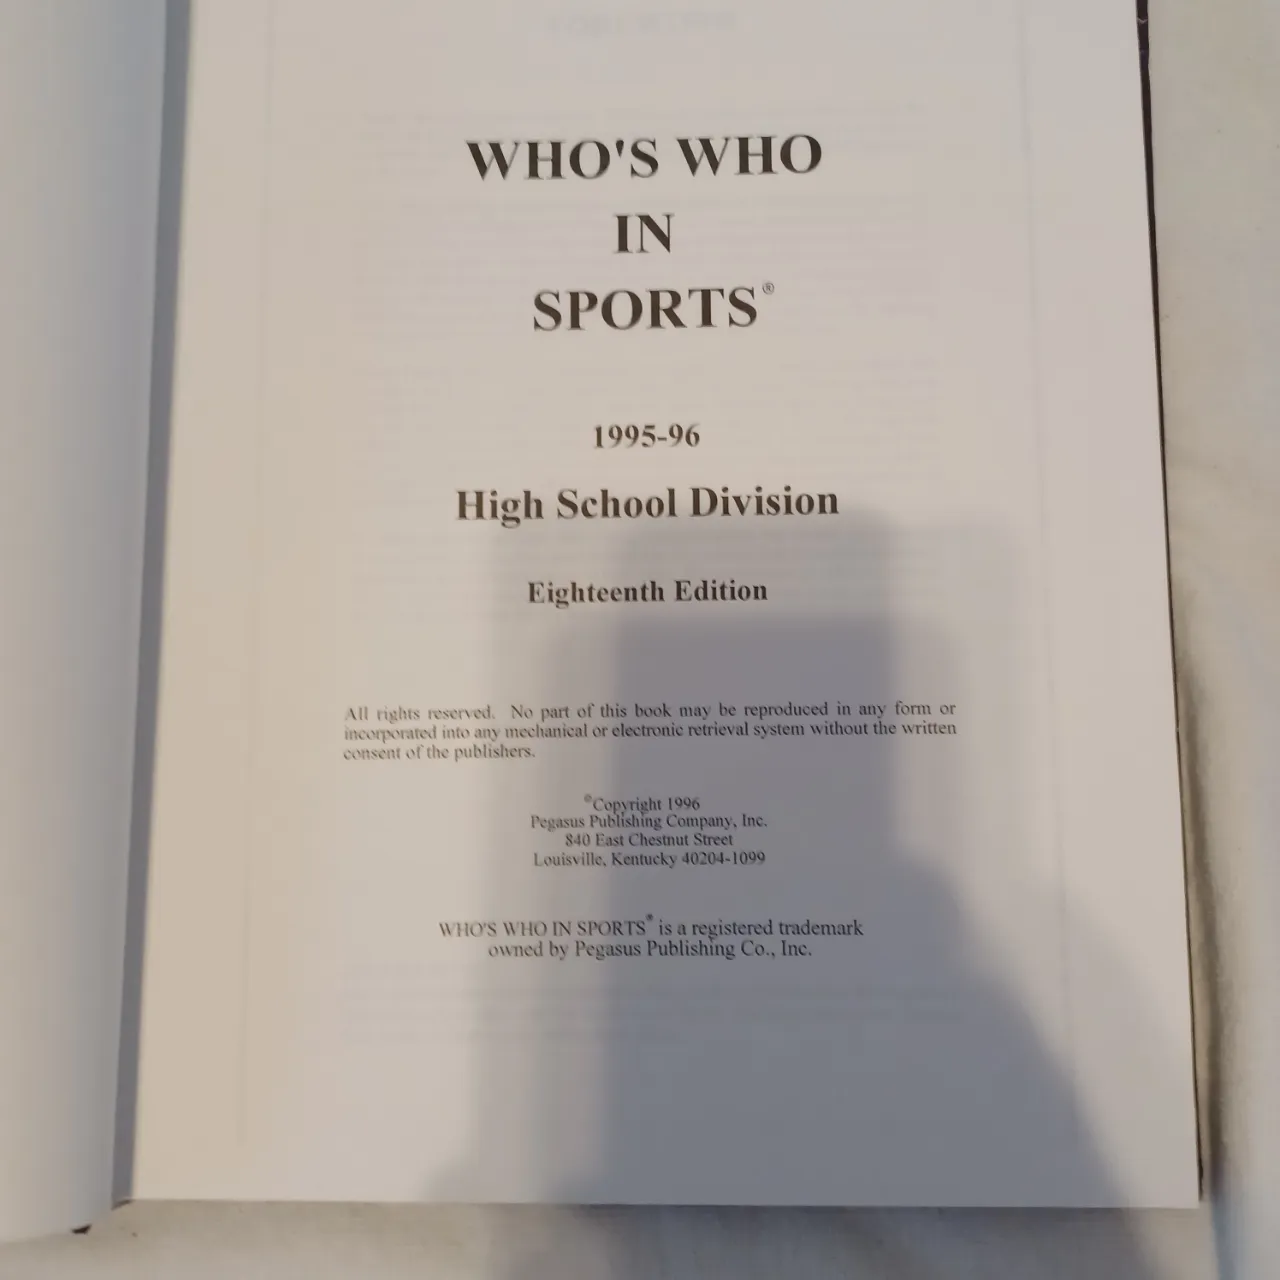 WHO'S WHO
IN
SPORTS®
1995-96
High School Division
Eighteenth Edition
All rights reserved. No part of this book may be reproduced in any form or
incorporated into any mechanical or electronic retrieval system without the written
consent of the publishers.
©Copyright 1996
Pegasus Publishing Company, Inc.
840 East Chestnut Street
Louisville, Kentucky 40204-1099
WHO'S WHO IN SPORTS® is a registered trademark
owned by Pegasus Publishing Co., Inc.